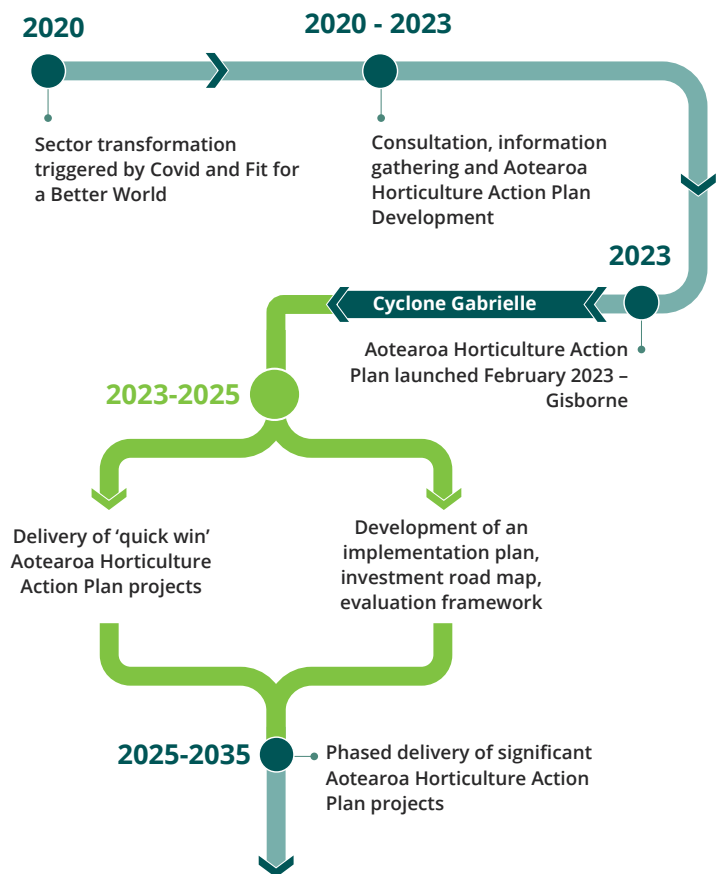 2020
Sector transformation
triggered by Covid and Fit for
a Better World
2020 - 2023
Consultation, information
gathering and Aotearoa
Horticulture Action Plan
Development
2023
Aotearoa Horticulture Action
Plan launched February 2023 –
Gisborne
Cyclone Gabrielle
2023-2025
Delivery of ‘quick win’
Aotearoa Horticulture
Action Plan projects
Development of an
implementation plan,
investment road map,
evaluation framework
2025-2035
Phased delivery of significant
Aotearoa Horticulture Action
Plan projects